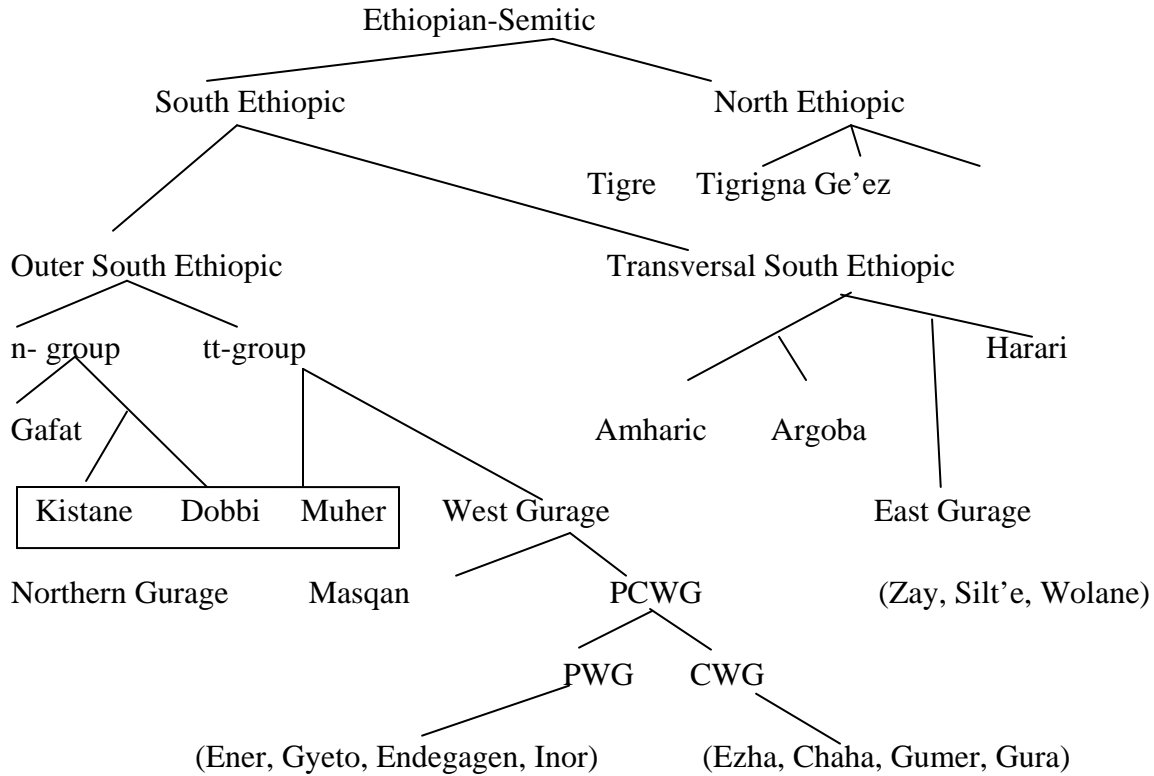 Ethiopian-Semitic
South Ethiopic North Ethiopic
Tigre Tigrigna Ge’ez
Outer South Ethiopic Transversal South Ethiopic
n- group tt-group Harari
Gafat Amharic Argoba
Kistane Dobbi Muher West Gurage East Gurage
Northern Gurage Masqan PCWG (Zay, Silt’e, Wolane)
PWG CWG
(Ener, Gyeto, Endegagen, Inor) (Ezha, Chaha, Gumer, Gura)